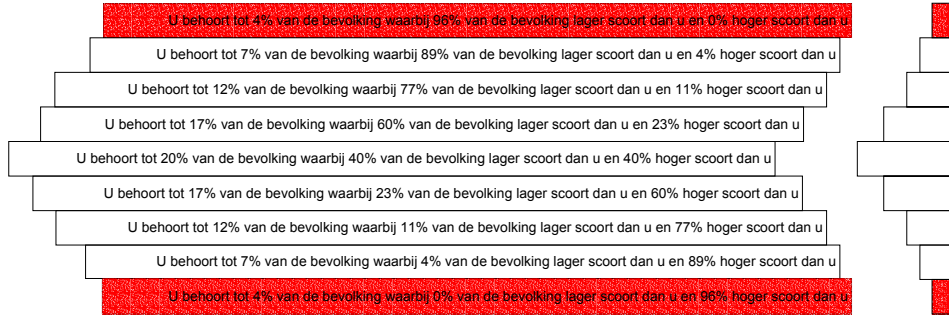 U behoort tot 4% van de bevolking waarbij 96% van de bevolking lager scoort dan u en 0% hoger scoort dan u
U behoort tot 7% van de bevolking waarbij 89% van de bevolking lager scoort dan u en 4% hoger scoort dan u
U behoort tot 12% van de bevolking waarbij 77% van de bevolking lager scoort dan u en 11% hoger scoort dan u
U behoort tot 17% van de bevolking waarbij 60% van de bevolking lager scoort dan u en 23% hoger scoort dan u
U behoort tot 20% van de bevolking waarbij 40% van de bevolking lager scoort dan u en 40% hoger scoort dan u
U behoort tot 17% van de bevolking waarbij 23% van de bevolking lager scoort dan u en 60% hoger scoort dan u
U behoort tot 12% van de bevolking waarbij 11% van de bevolking lager scoort dan u en 77% hoger scoort dan u
U behoort tot 7% van de bevolking waarbij 4% van de bevolking lager scoort dan u en 89% hoger scoort dan u
U behoort tot 4% van de bevolking waarbij 0% van de bevolking lager scoort dan u en 96% hoger scoort dan u